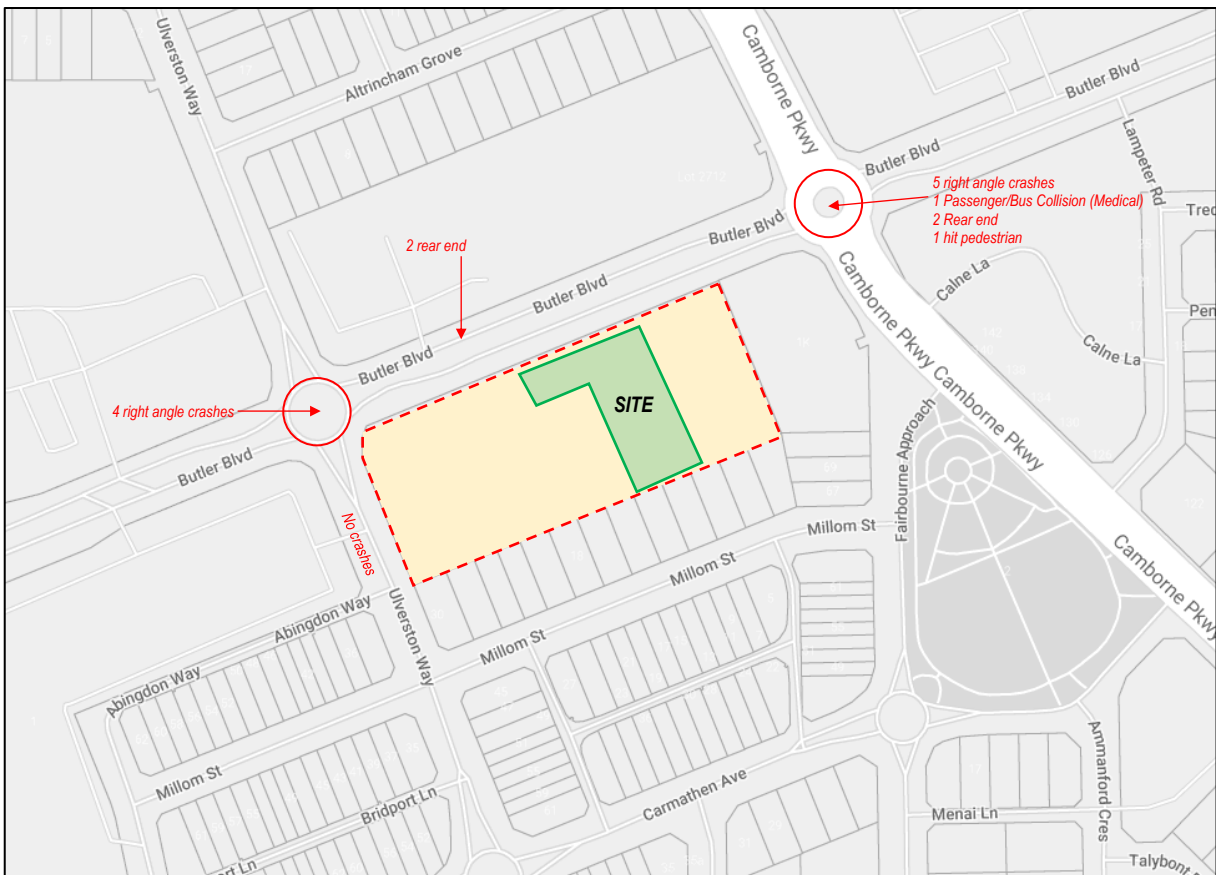 Ulverston Way
Altrincham Grove
Camborne Pkwy
Butler Blvd
Lampeter Rd
Butler Blvd
5 right angle crashes
1 Passenger/Bus Collision (Medical)
2 Rear end
1 hit pedestrian
Butler Blvd
2 rear end
Calne La
Butler Blvd
Camborne Pkwy
Calne La
Butler Blvd
Camborne Pkwy
SITE
4 right angle crashes
Butler Blvd
Fairbourne Approach
No crashes
Millom St
Camborne Pkwy
Millom St
Ulverston Way
Abingdon Way
Millom St
Abingdon Way
Millom St
Bridport Ln
Carmathen Ave
Ammanford Cres
Menai Ln